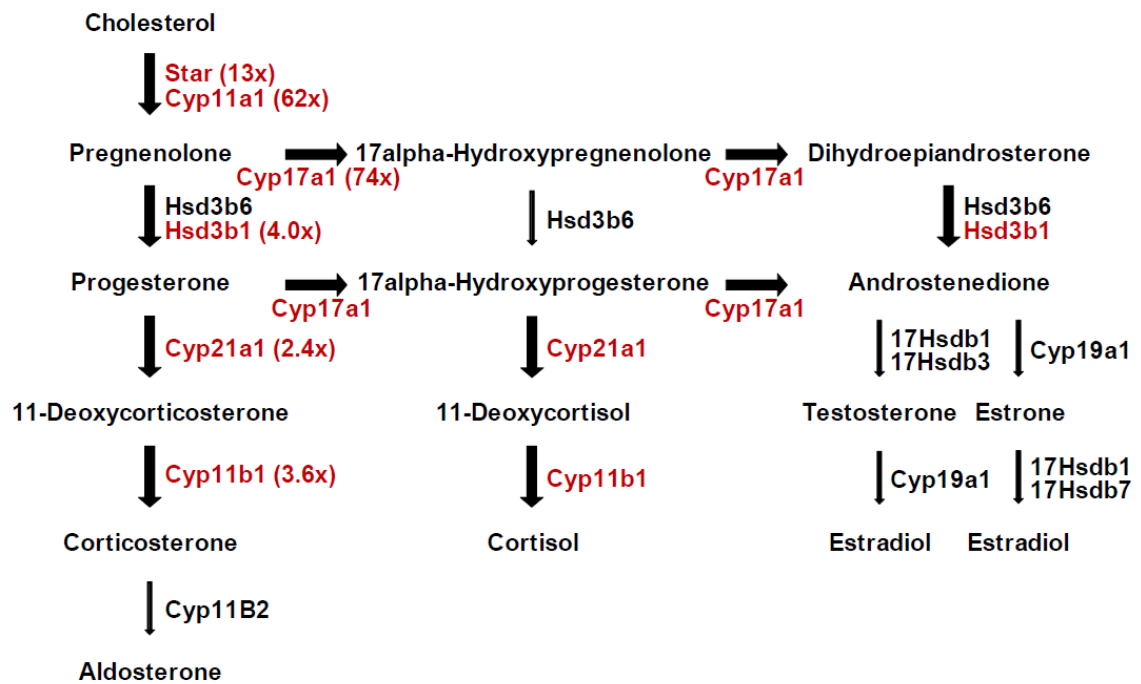 Cholesterol
Star (13x)
Cyp11a1 (62x)
Pregnenolone
17alpha-Hydroxypregnenolone
Dihydroepiandrosterone
Cyp17a1 (74x)
Cyp17a1
Hsd3b6
Hsd3b1 (4.0x)
Hsd3b6
Hsd3b6
Hsd3b1
Progesterone
17alpha-Hydroxyprogesterone
Androstenedione
Cyp17a1
Cyp17a1
Cyp21a1 (2.4x)
Cyp21a1
17Hsdb1
17Hsdb3
Cyp19a1
11-Deoxycorticosterone
11-Deoxycortisol
Testosterone
Estrone
Cyp11b1 (3.6x)
Cyp11b1
Cyp19a1
17Hsdb1
17Hsdb7
Corticosterone
Cortisol
Estradiol
Estradiol
Cyp11B2
Aldosterone